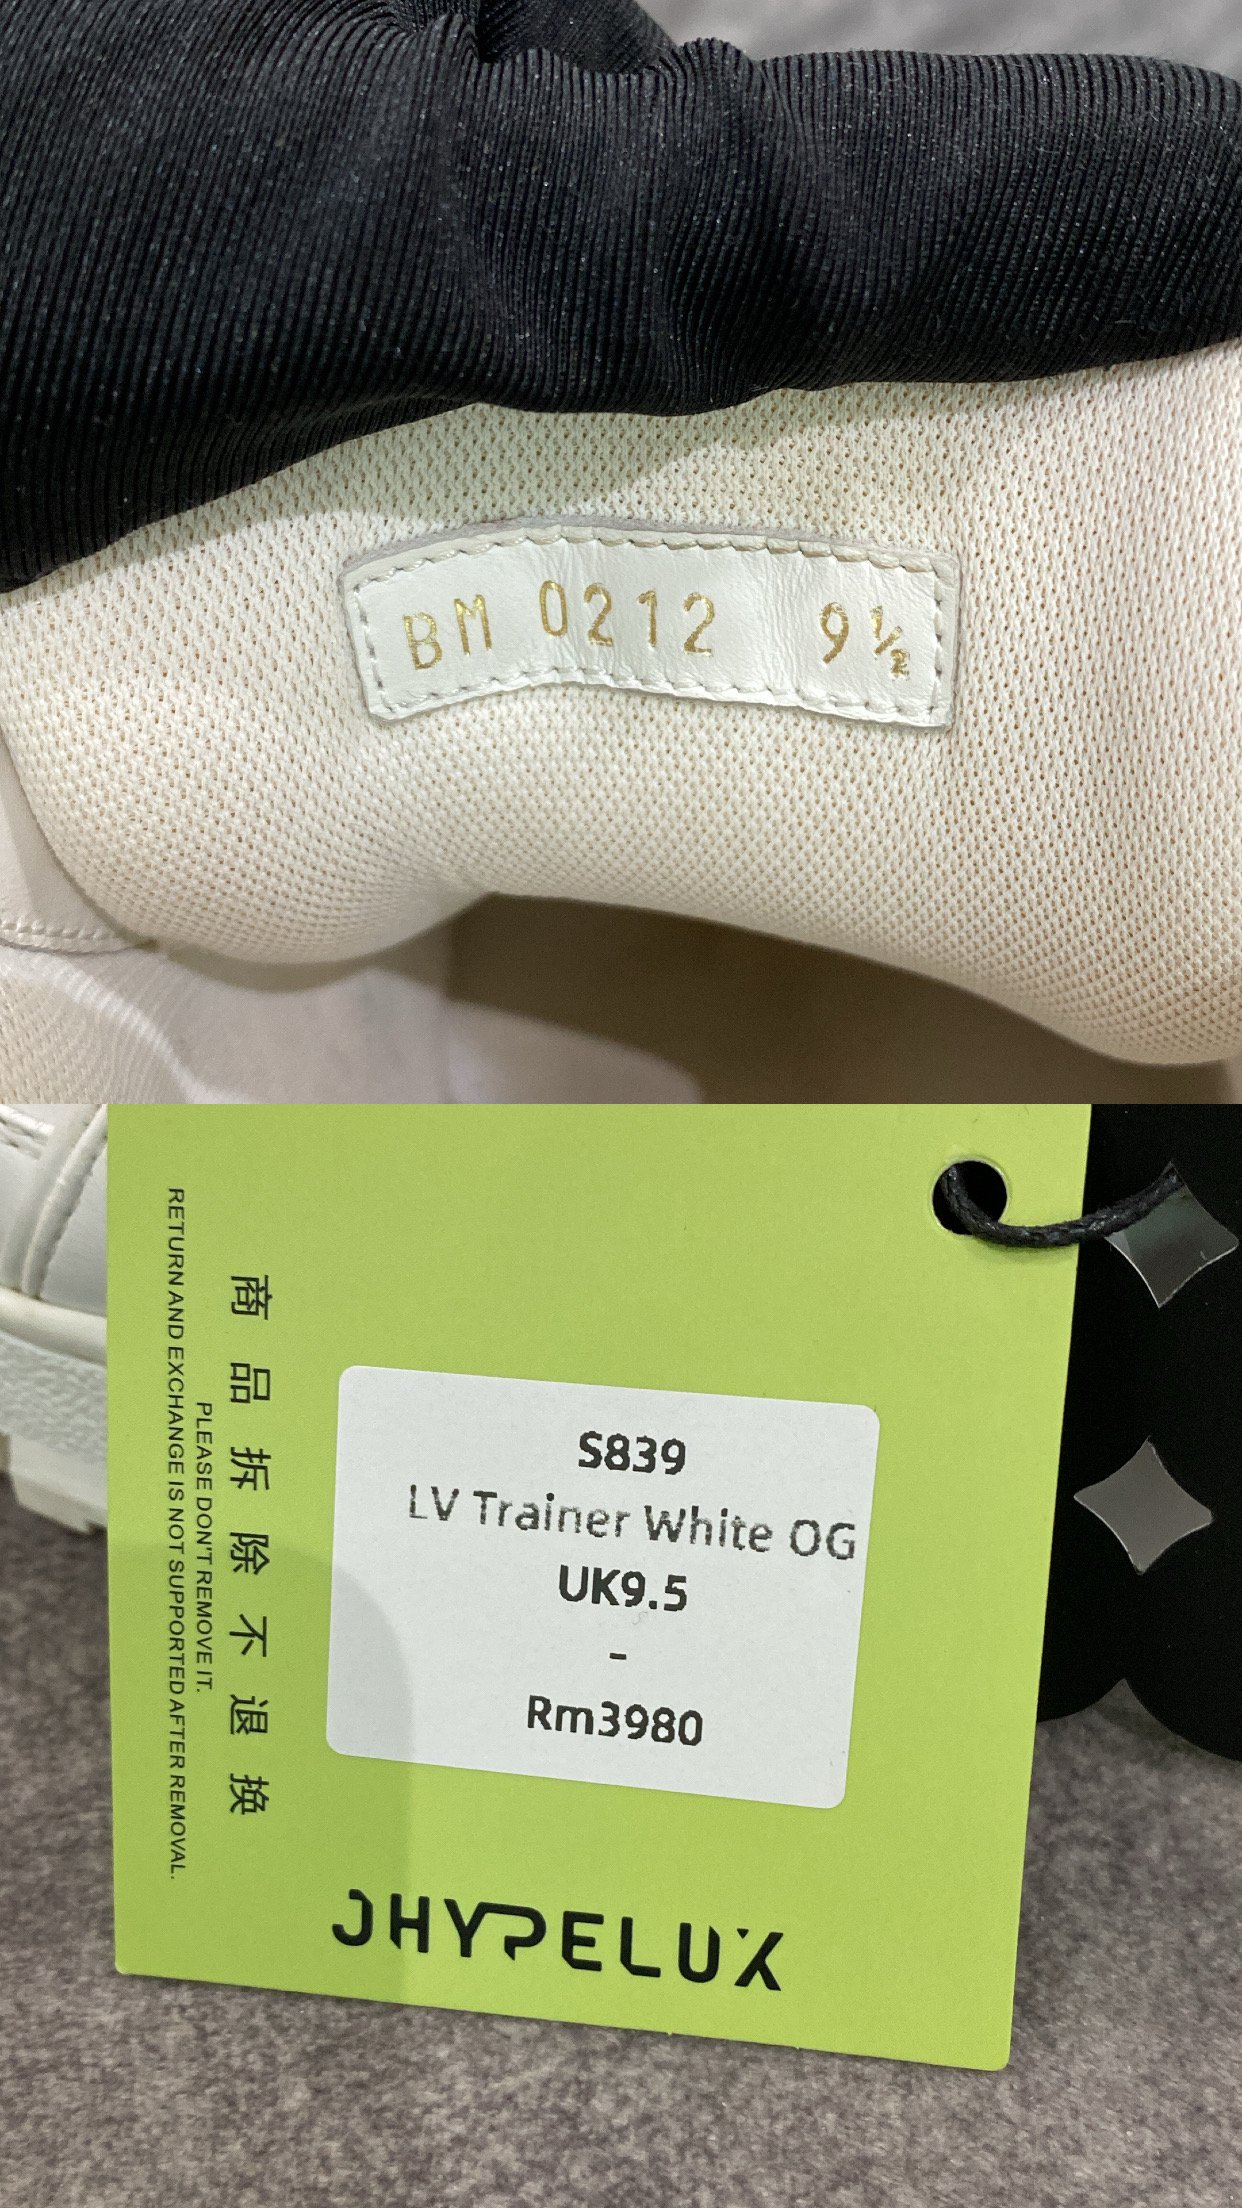 BM 0212 9½
商品拆除不退换
PLEASE DON'T REMOVE IT.
RETURN AND EXCHANGE IS NOT SUPPORTED AFTER REMOVAL.
S839
LV Trainer White OG
UK9.5
-
Rm3980
JHYPELUX